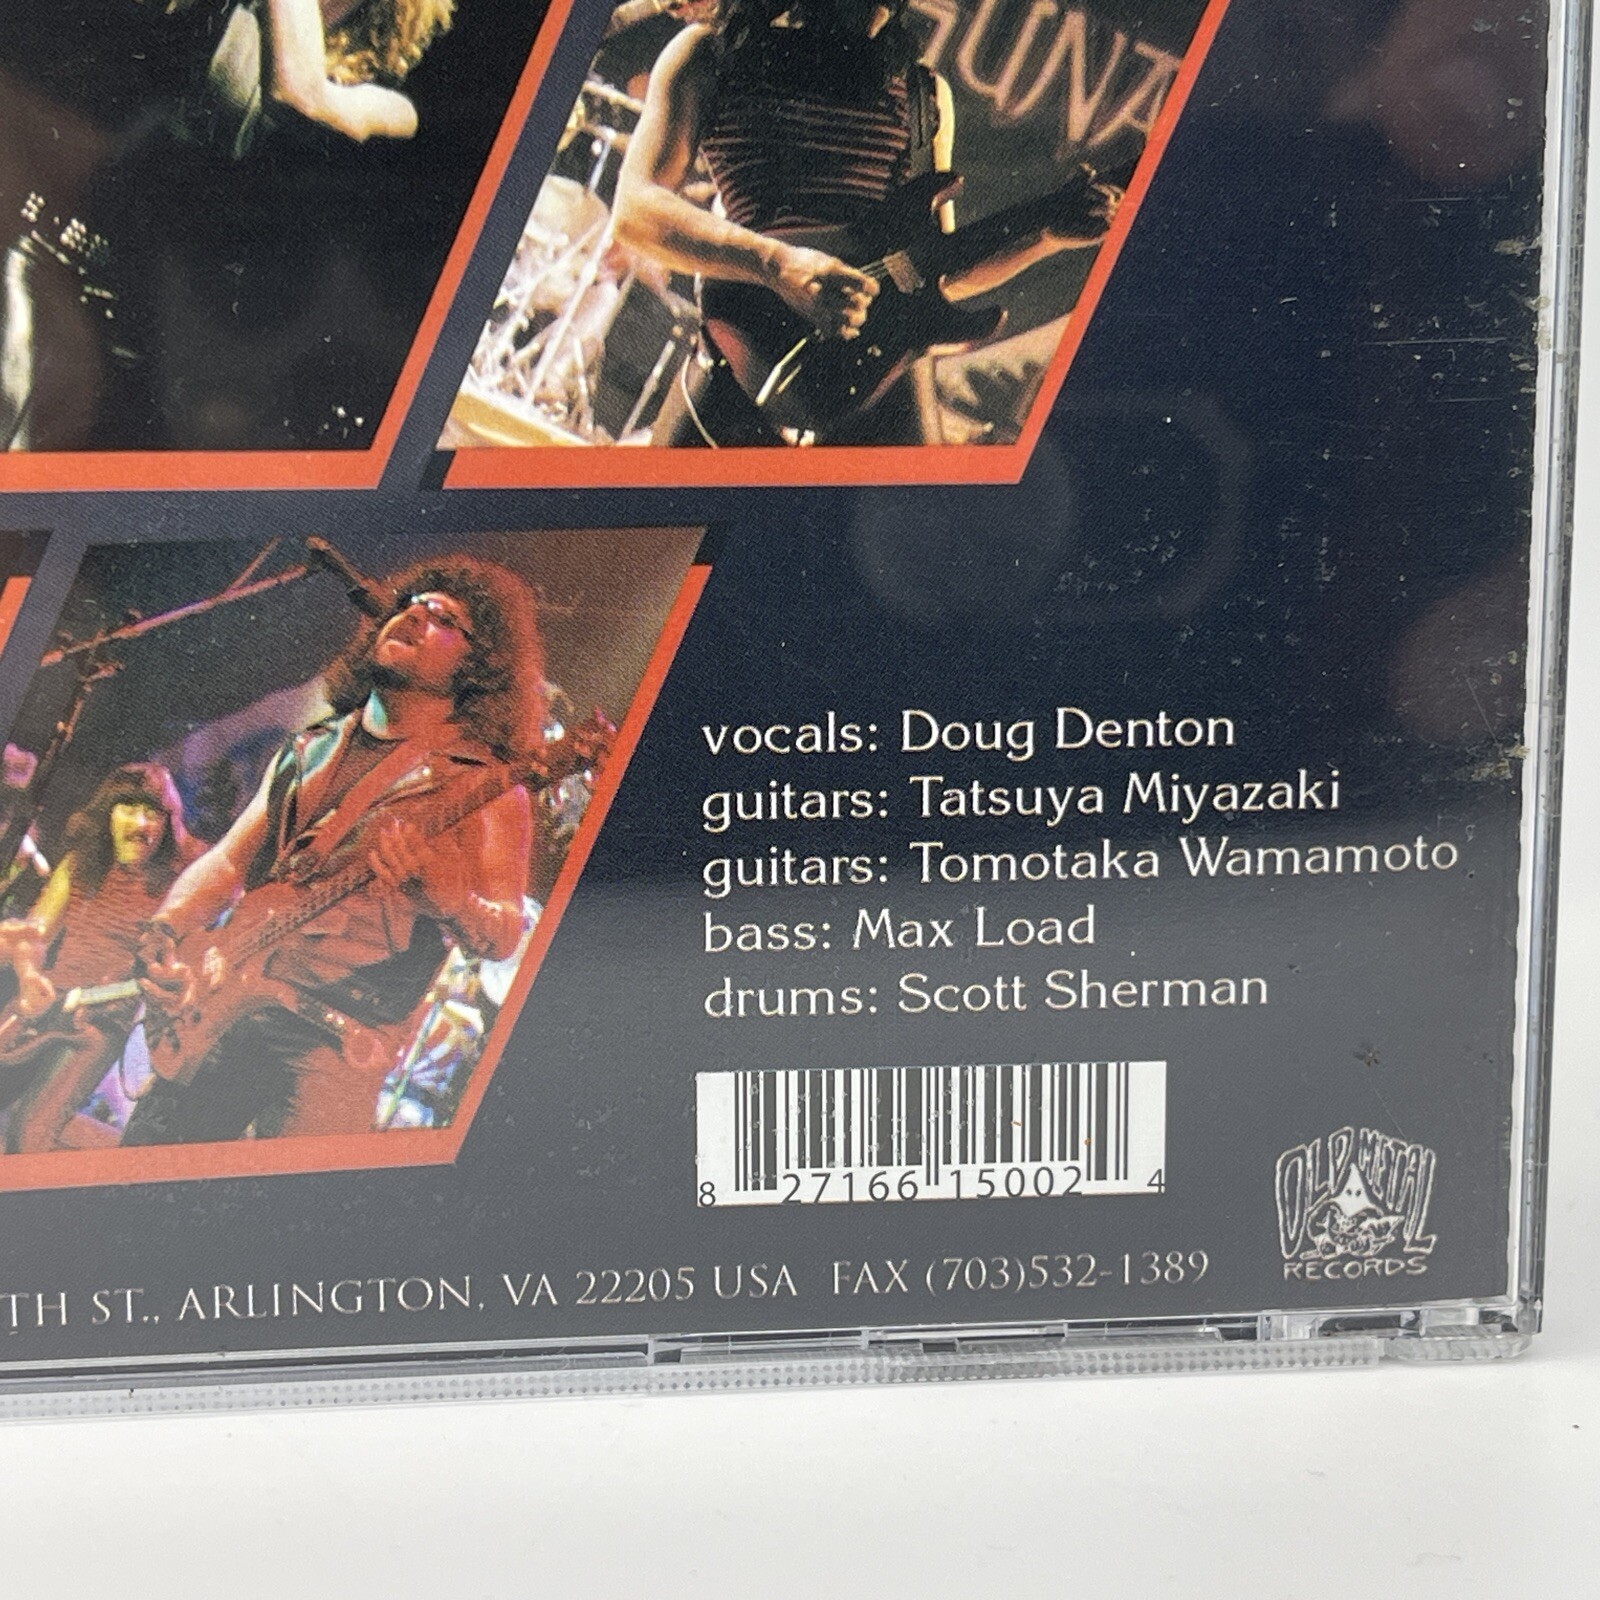 vocals: Doug Denton
guitars: Tatsuya Miyazaki
guitars: Tomotaka Wamamoto
bass: Max Load
drums: Scott Sherman
8 27166 15002 4
OLD METAL
RECORDS
TH ST., ARLINGTON, VA 22205 USA FAX (703)532-1389